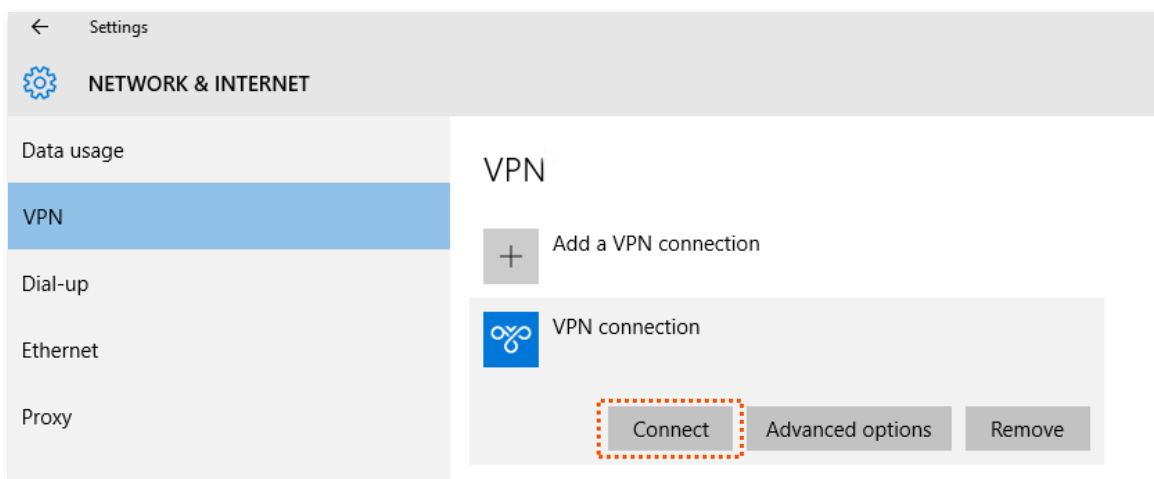 Settings
NETWORK & INTERNET
Data usage
VPN
Dial-up
Ethernet
Proxy
VPN
Add a VPN connection
VPN connection
Connect
Advanced options
Remove